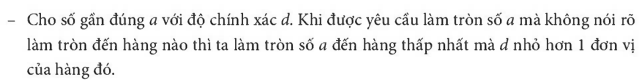 – Cho số gần đúng a với độ chính xác d. Khi được yêu cầu làm tròn số a mà không nói rõ
làm tròn đến hàng nào thì ta làm tròn số a đến hàng thấp nhất mà d nhỏ hơn 1 đơn vị
của hàng đó.